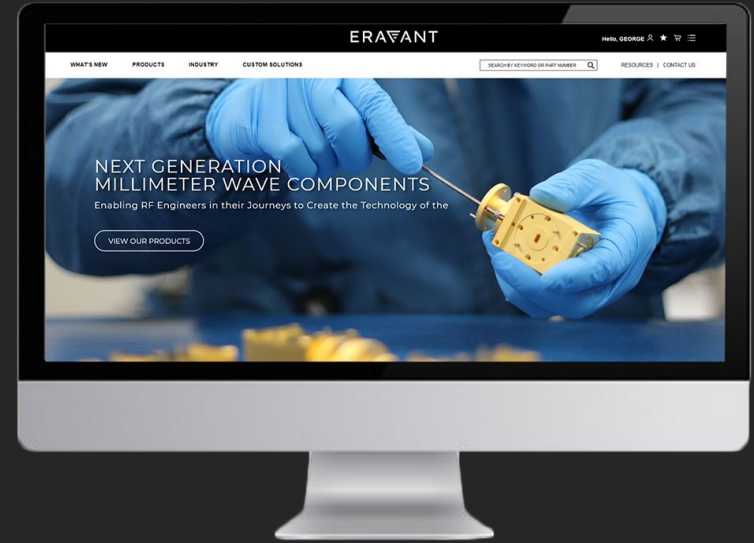 ERAVANT
Hello, GEORGE
WHAT'S NEW PRODUCTS INDUSTRY CUSTOM SOLUTIONS
SEARCH BY KEYWORD OR PART NUMBER
RESOURCES | CONTACT US
NEXT GENERATION
MILLIMETER WAVE COMPONENTS
Enabling RF Engineers in their Journeys to Create the Technology of the
VIEW OUR PRODUCTS